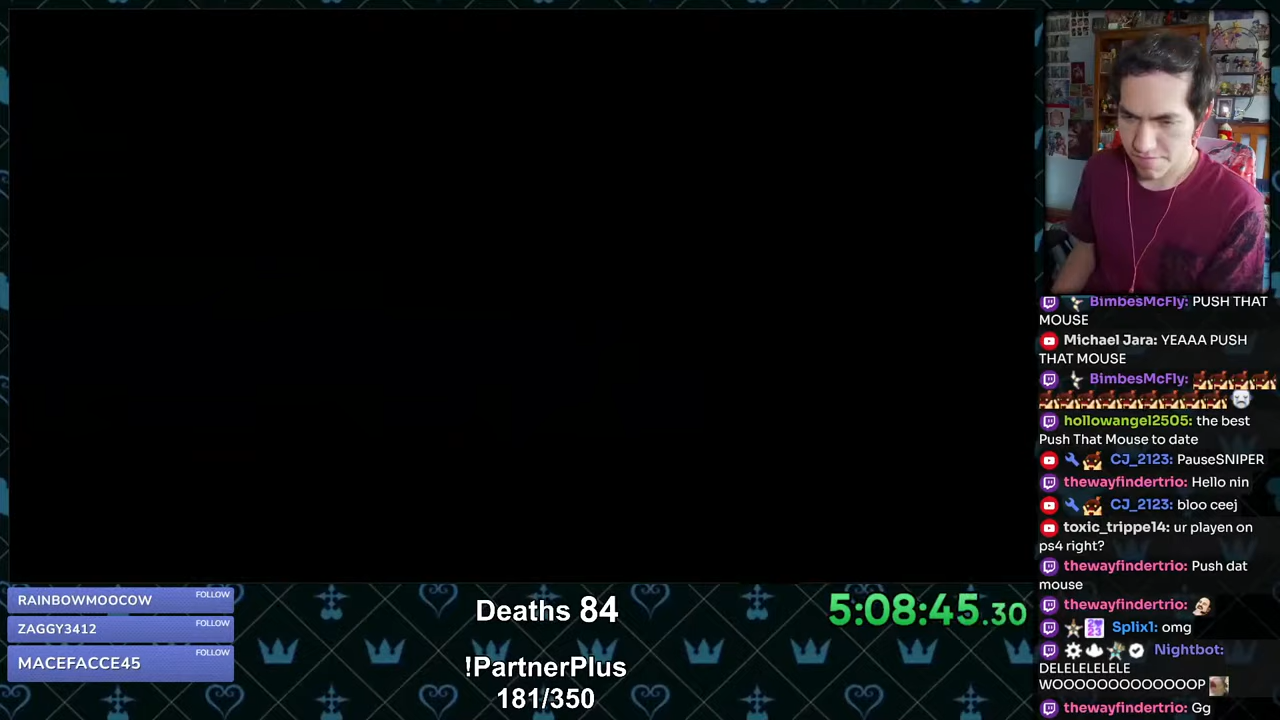 BimbesMcFly: PUSH THAT
MOUSE
Michael Jara: YEAAA PUSH
THAT MOUSE
BimbesMcFly:
hollowangel2505: the best
Push That Mouse to date
CJ_2123: PauseSNIPER
thewayfindertrio: Hello nin
CJ_2123: bloo ceej
toxic_trippe14: ur playen on
ps4 right?
thewayfindertrio: Push dat
mouse
thewayfindertrio:
Splix1: omg
Nightbot:
DELELELELELE
WOOOOOOOOOOOOP
thewayfindertrio: Gg
RAINBOWMOOCOW FOLLOW
ZAGGY3412 FOLLOW
MACEFACCE45 FOLLOW
Deaths 84
!PartnerPlus
181/350
5:08:45.30